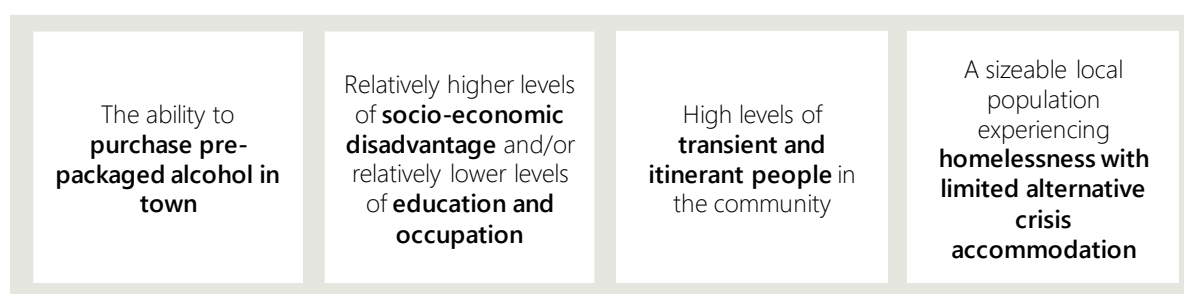 The ability to
purchase pre-
packaged alcohol in
town
Relatively higher levels
of socio-economic
disadvantage and/or
relatively lower levels
of education and
occupation
High levels of
transient and
itinerant people in
the community
A sizeable local
population
experiencing
homelessness with
limited alternative
crisis
accommodation